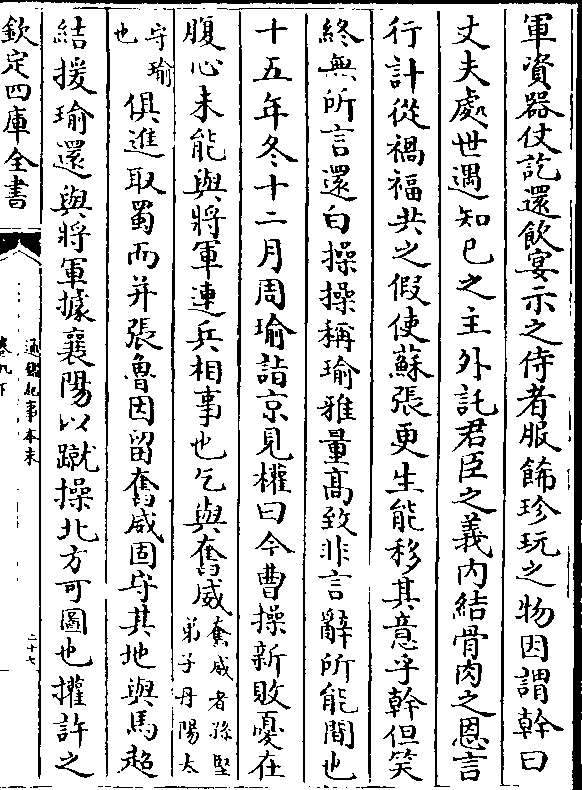 軍資器仗訖還飲宴示之侍者服飾珍玩之物因謂幹曰
丈夫處世遇知已之主外託君臣之義内結骨肉之恩言
行計從禍福共之假使蘇張更生能移其意乎幹但笑
終無所言還白操操稱瑜雅量髙致非言辭所能間也
十五年冬十二月周瑜詣京見權曰今曹操新敗憂在
腹心未能與將軍連兵相事也乞與奮威奮威者孫堅弟子丹陽太
守瑜也俱進取蜀而并張魯因留奮威固守其地與馬超
結援瑜還與將軍據襄陽以蹴操北方可圖也權許之
欽定四庫全書
通鑑紀事本末
卷九下
二十七